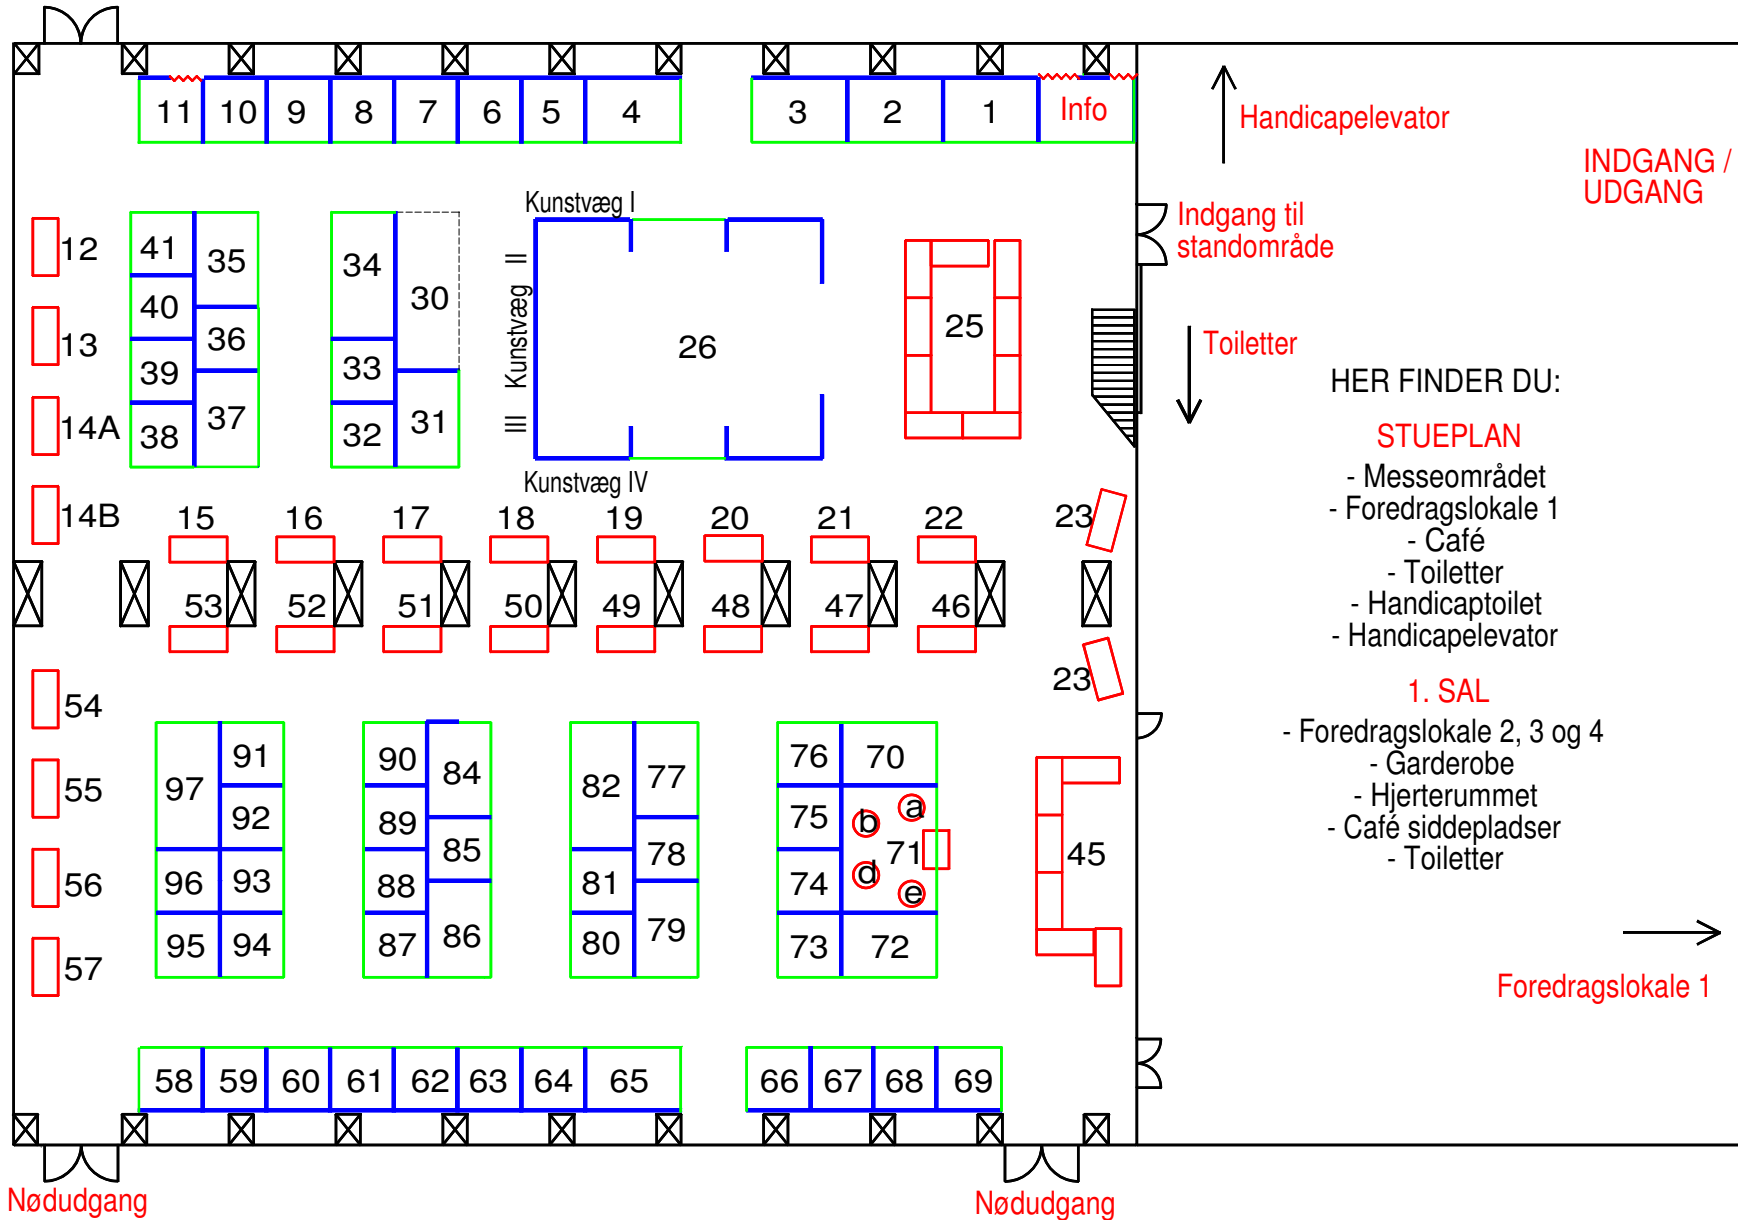 11 10 9 8 7 6 5 4 3 2 1 Info
Handicapelevator
INDGANG /
UDGANG
Kunstvæg I
Indgang til
standområde
12 41 35 34 30 Kunstvæg II
40 26 25
13 36 33 Toiletter
39
14A 38 37 32 31 III
Kunstvæg IV
14B 15 16 17 18 19 20 21 22 23
53 52 51 50 49 48 47 46
23
HER FINDER DU:
STUEPLAN
- Messeområdet
- Foredragslokale 1
- Café
- Toiletter
- Handicaptoilet
- Handicapelevator
1. SAL
- Foredragslokale 2, 3 og 4
- Garderobe
- Hjerterummet
- Café siddepladser
- Toiletter
54
97 91 90 84 82 77 76 70
55
92 89 85 78 75 b a
71 45
56 96 93 88 81 74 d e
95 94 87 86 80 79 73 72
57
Foredragslokale 1
58 59 60 61 62 63 64 65 66 67 68 69
Nødudgang
Nødudgang